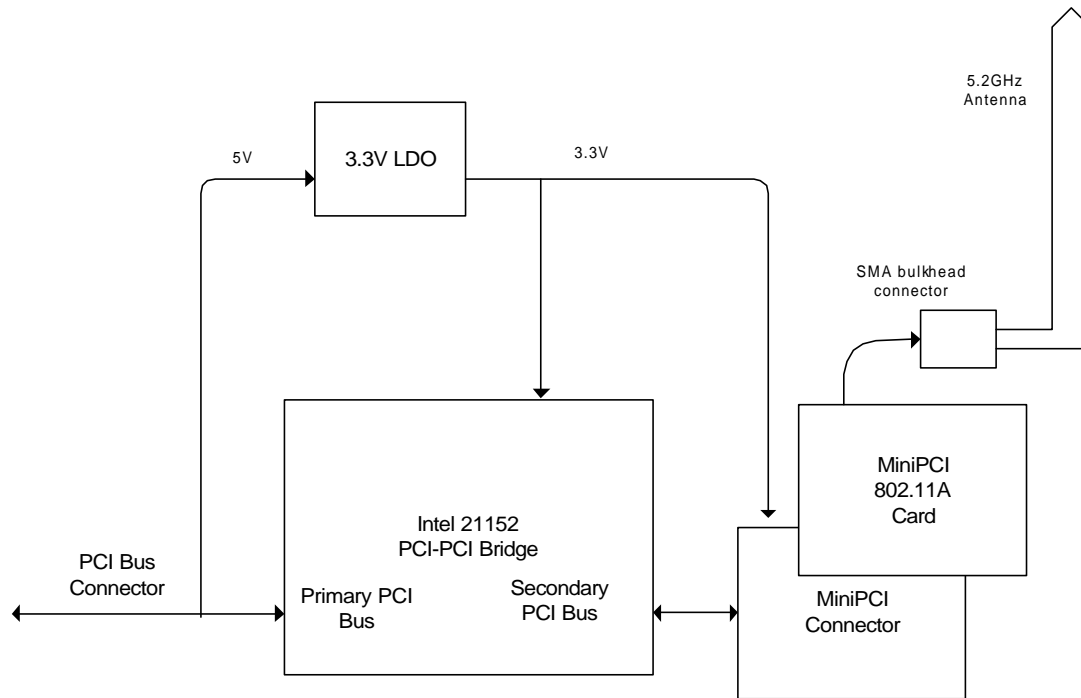 5.2GHz
Antenna
5V
3.3V LDO
3.3V
SMA bulkhead
connector
MiniPCI
802.11A
Card
Intel 21152
PCI-PCI Bridge
PCI Bus
Connector
Primary PCI
Bus
Secondary
PCI Bus
MiniPCI
Connector